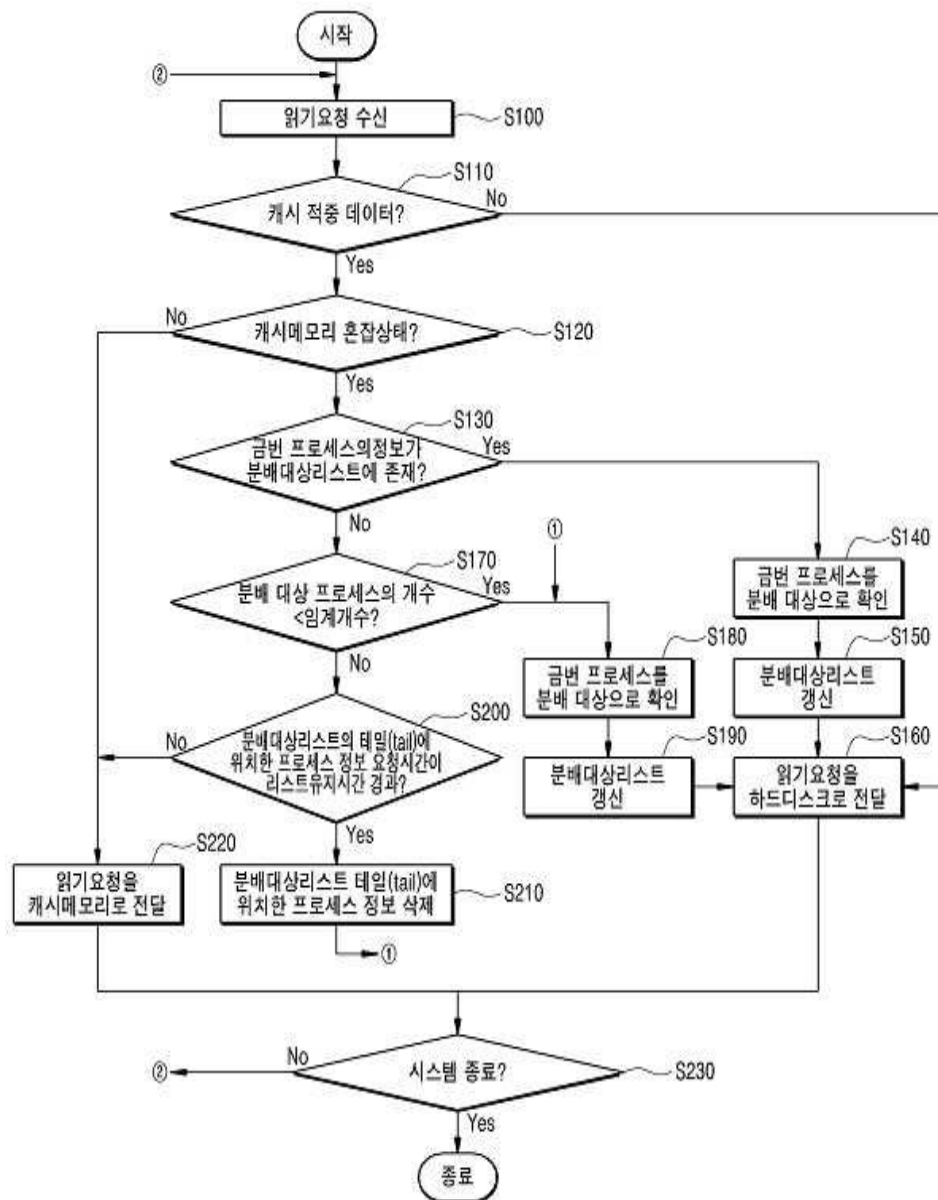 시작
②
읽기요청 수신
S100
S110
캐시 적중 데이터?
No
Yes
No
캐시메모리 혼잡상태?
S120
Yes
S130
금번 프로세스의정보가
분배대상리스트에 존재?
Yes
No
①
S170
분배 대상 프로세스의 개수
<임계개수?
Yes
No
S140
금번 프로세스를
분배 대상으로 확인
S180
금번 프로세스를
분배 대상으로 확인
S150
분배대상리스트
갱신
S200
No
분배대상리스트의 테일(tail)에
위치한 프로세스 정보 요청시간이
리스트유지시간 경과?
Yes
S190
분배대상리스트
갱신
S160
읽기요청을
하드디스크로 전달
S220
읽기요청을
캐시메모리로 전달
분배대상리스트 테일(tail)에
위치한 프로세스 정보 삭제
S210
①
②
No
시스템 종료?
S230
Yes
종료